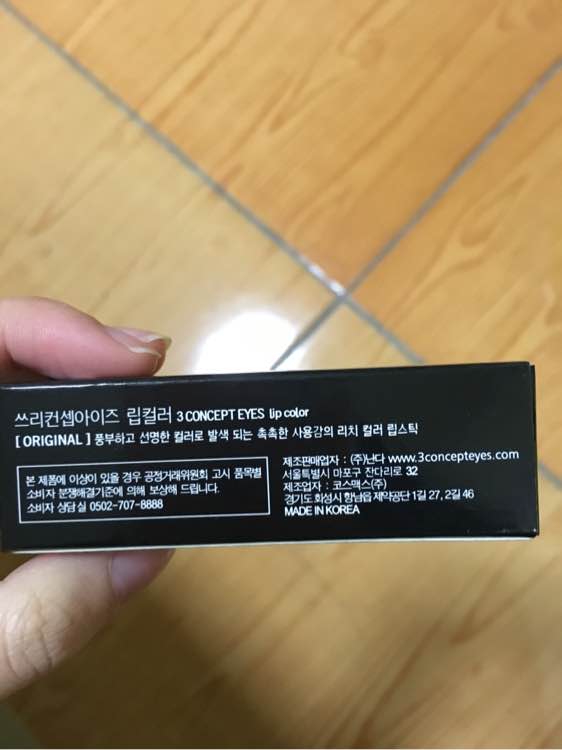 쓰리컨셉아이즈 립컬러 3 CONCEPT EYES lip color
[ ORIGINAL ] 풍부하고 선명한 컬러로 발색 되는 촉촉한 사용감의 리치 컬러 립스틱
본 제품에 이상이 있을 경우 공정거래위원회 고시 품목별
소비자 분쟁해결기준에 의해 보상해 드립니다.
소비자 상담실 0502-707-8888
제조판매업자 : (주)난다 www.3concepteyes.com
서울특별시 마포구 잔다리로 32
제조업자 : 코스맥스(주)
경기도 화성시 향남읍 제약공단 1길 27, 2길 46
MADE IN KOREA